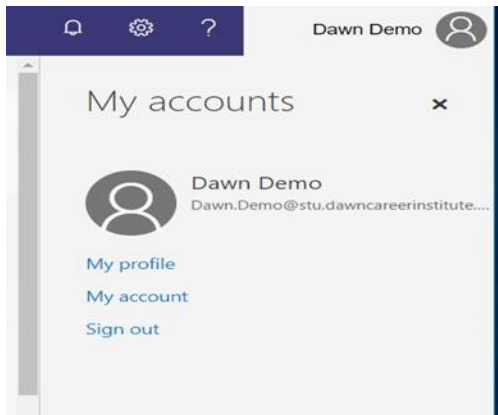 ? Dawn Demo
My accounts ×
Dawn Demo
Dawn.Demo@stu.dawncareerinstitute....
My profile
My account
Sign out